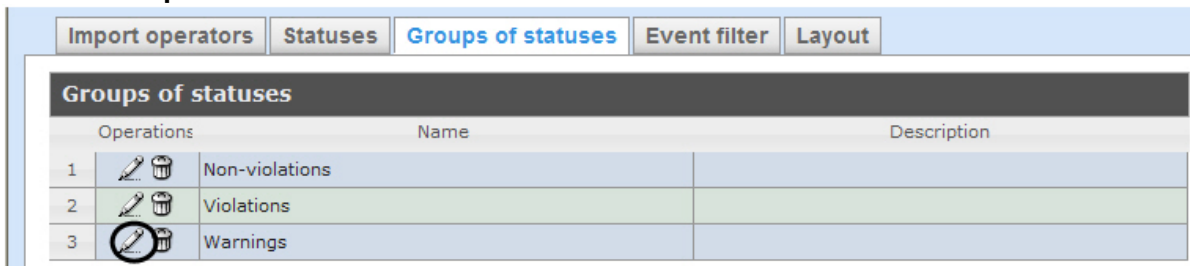 Import operators Statuses Groups of statuses Event filter Layout
Groups of statuses
Operations Name Description
1 Non-violations
2 Violations
3 Warnings